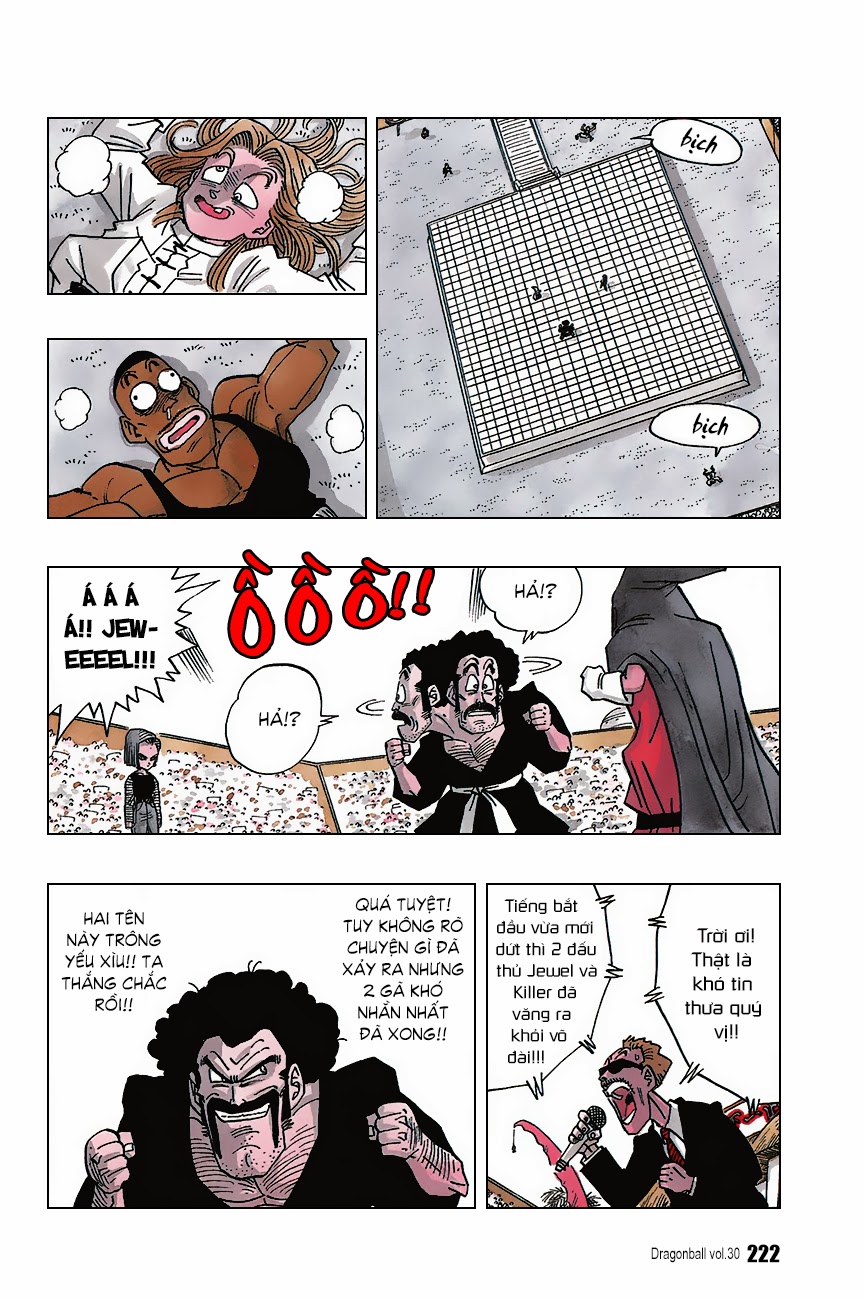 bịch
bịch
Á Á Á
Á!! JEW-
EEEEL!!!
Ồ Ồ Ồ!!
HẢ!?
HẢ!?
HAI TÊN
NÀY TRÔNG
YẾU XÌU!! TA
THẮNG CHẮC
RỒI!!
QUÁ TUYỆT!
TUY KHÔNG RÕ
CHUYỆN GÌ ĐÃ
XẢY RA NHƯNG
2 GÃ KHÓ
NHẰN NHẤT
ĐÃ XONG!!
Tiếng bắt
đầu vừa mới
dứt thì 2 đấu
thủ Jewel và
Killer đã
văng ra
khỏi võ
đài!!!
Trời ơi!
Thật là
khó tin
thưa quý
vị!!
Dragonball vol.30 222